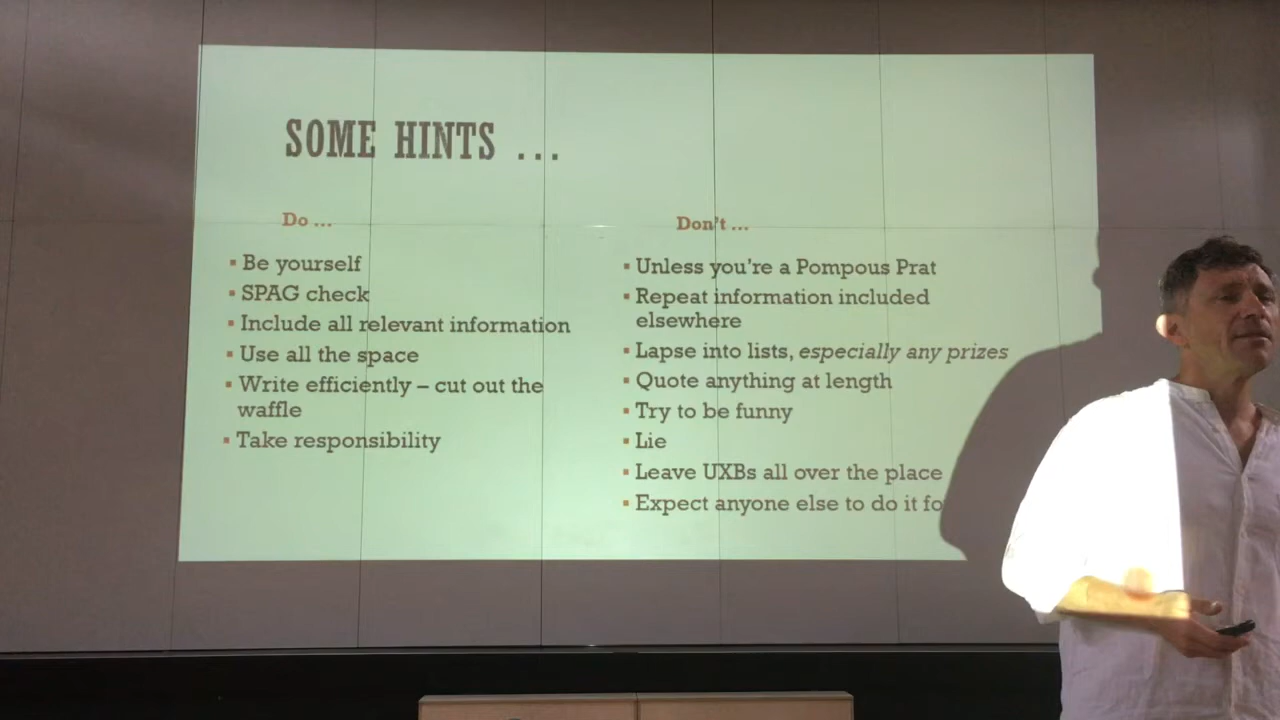 SOME HINTS ...
Do ...
▪ Be yourself
▪ SPAG check
▪ Include all relevant information
▪ Use all the space
▪ Write efficiently – cut out the
waffle
▪ Take responsibility
Don't ...
▪ Unless you're a Pompous Prat
▪ Repeat information included
elsewhere
▪ Lapse into lists, especially any prizes
▪ Quote anything at length
▪ Try to be funny
▪ Lie
▪ Leave UXBs all over the place
▪ Expect anyone else to do it